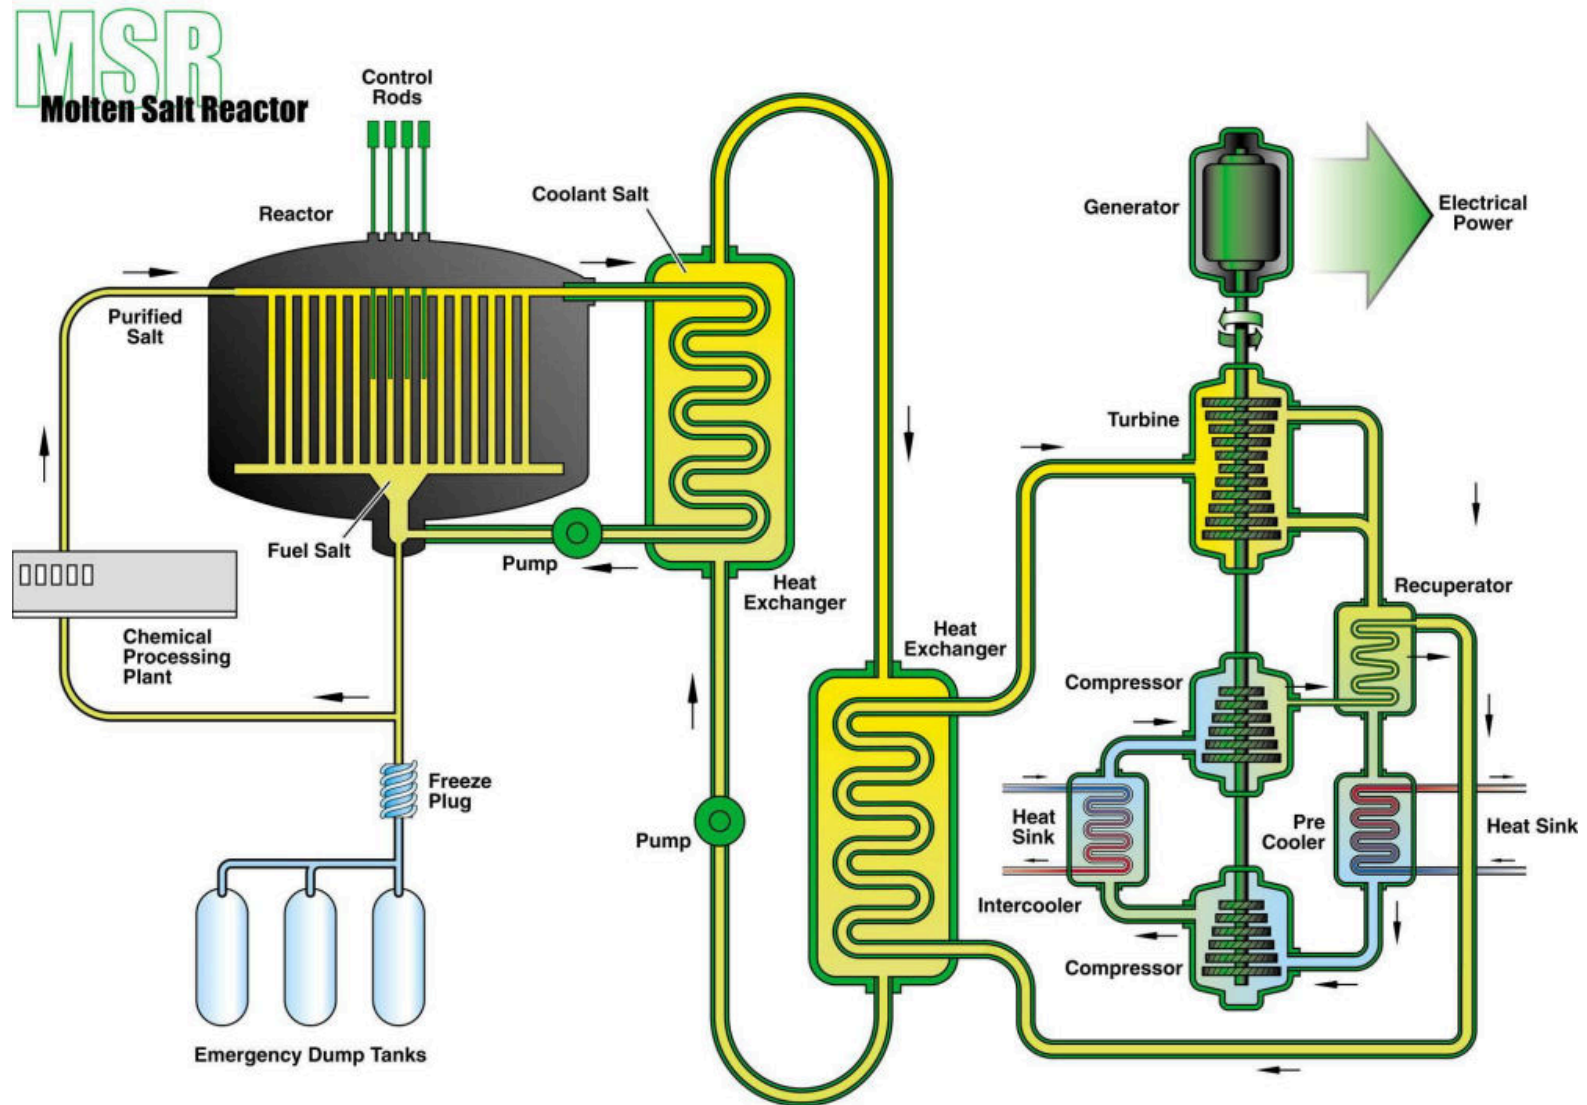 MSR
Molten Salt Reactor
Control
Rods
Reactor
Coolant Salt
Generator
Electrical
Power
Purified
Salt
Turbine
Fuel Salt
Pump
Heat
Exchanger
Recuperator
Chemical
Processing
Plant
Heat
Exchanger
Compressor
Freeze
Plug
Pump
Heat
Sink
Pre
Cooler
Heat Sink
Intercooler
Compressor
Emergency Dump Tanks